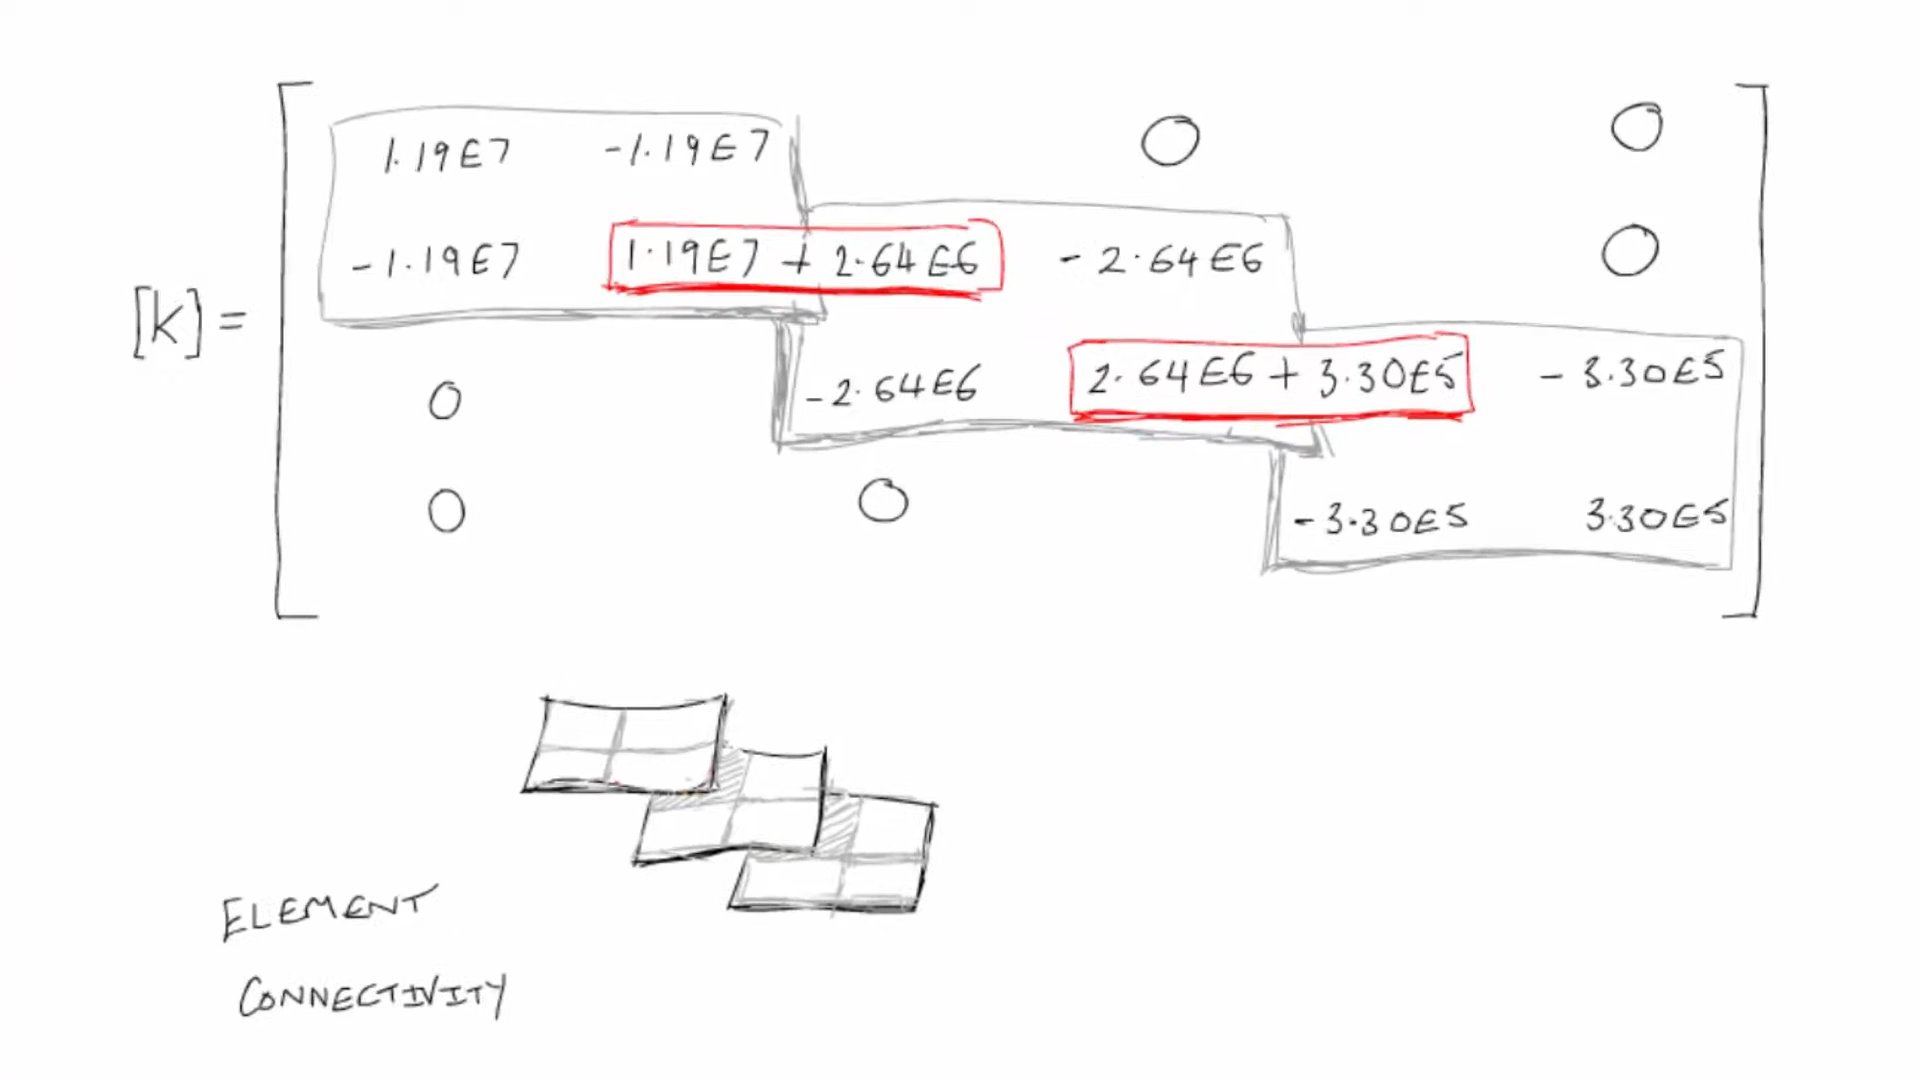 1.19E7 -1.19E7 0 0
-1.19E7 1.19E7 + 2.64E6 -2.64E6 0
[K] =
0 -2.64E6 2.64E6 + 3.30E5 -3.30E5
0 0 -3.30E5 3.30E5
ELEMENT
CONNECTIVITY